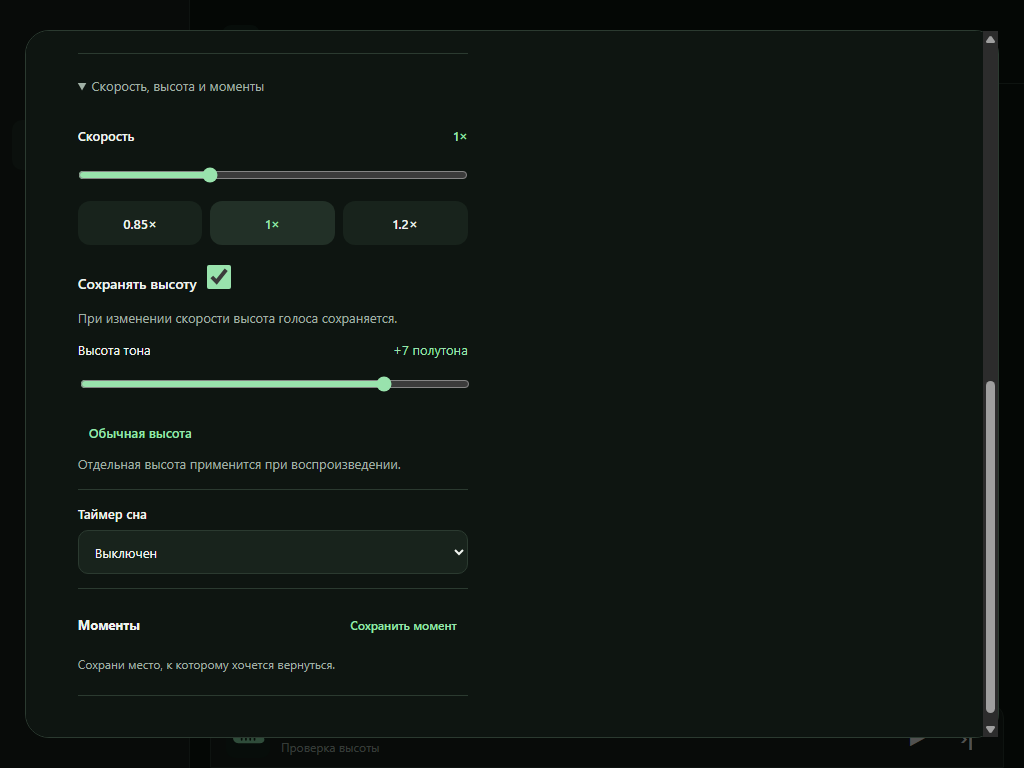 ▼ Скорость, высота и моменты
Скорость 1×
0.85× 1× 1.2×
Сохранять высоту
При изменении скорости высота голоса сохраняется.
Высота тона +7 полутона
Обычная высота
Отдельная высота применится при воспроизведении.
Таймер сна
Выключен
Моменты Сохранить момент
Сохрани место, к которому хочется вернуться.
Проверка высоты